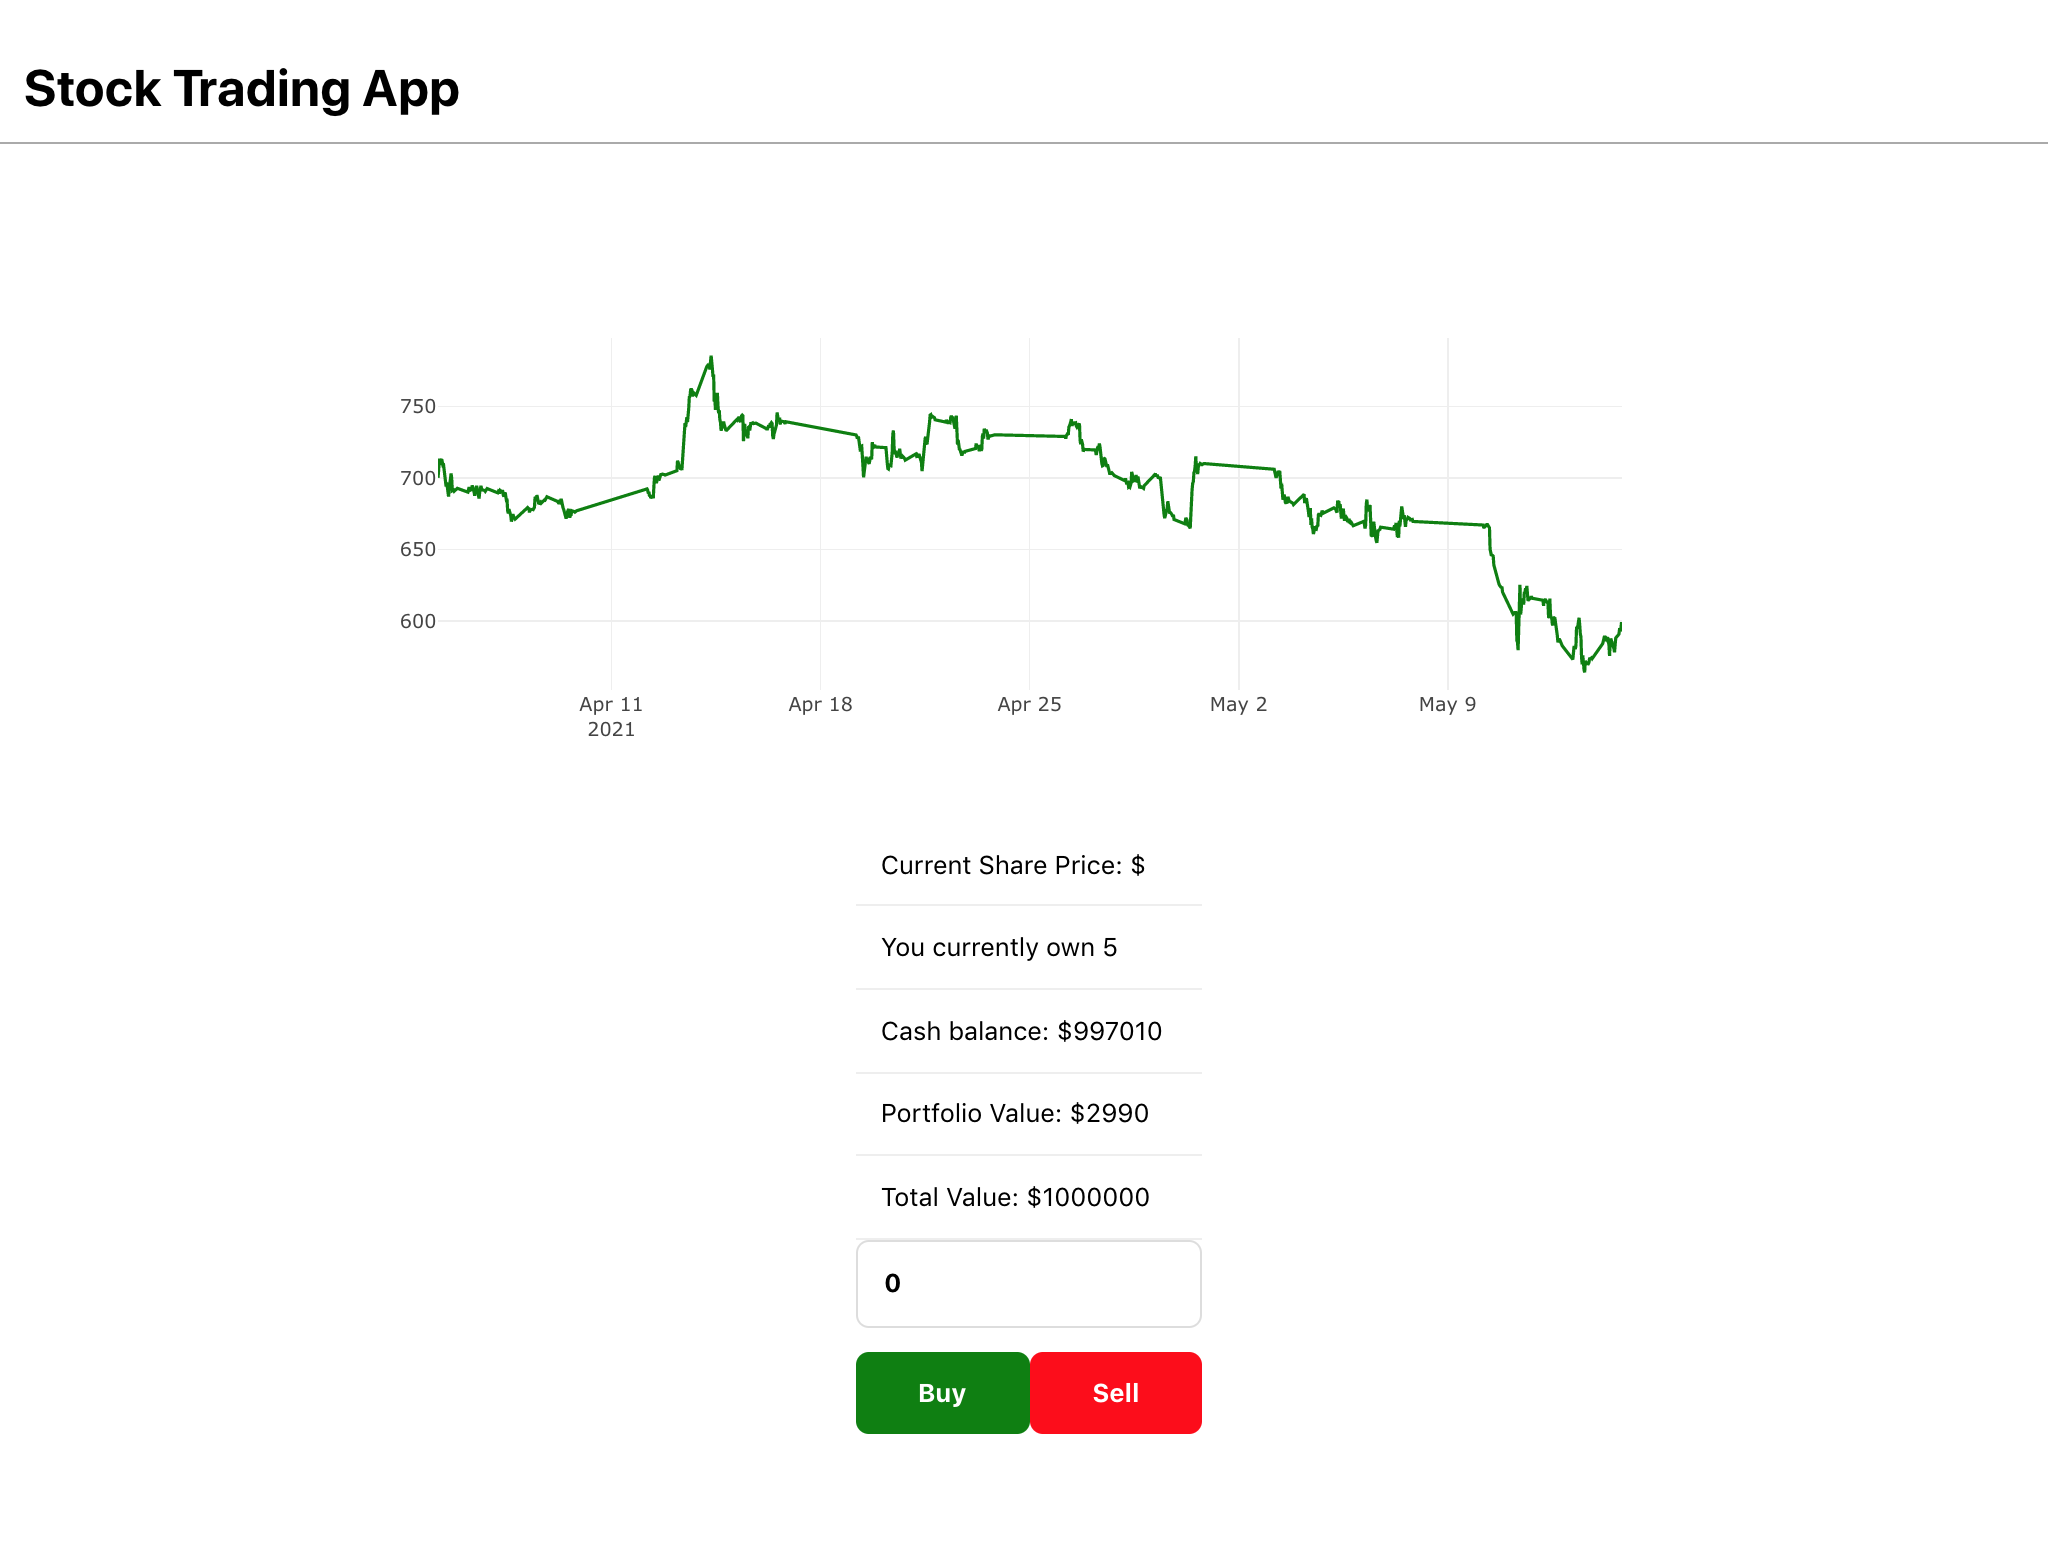 Stock Trading App
750
700
650
600
Apr 11
2021
Apr 18
Apr 25
May 2
May 9
Current Share Price: $
You currently own 5
Cash balance: $997010
Portfolio Value: $2990
Total Value: $1000000
0
Buy
Sell